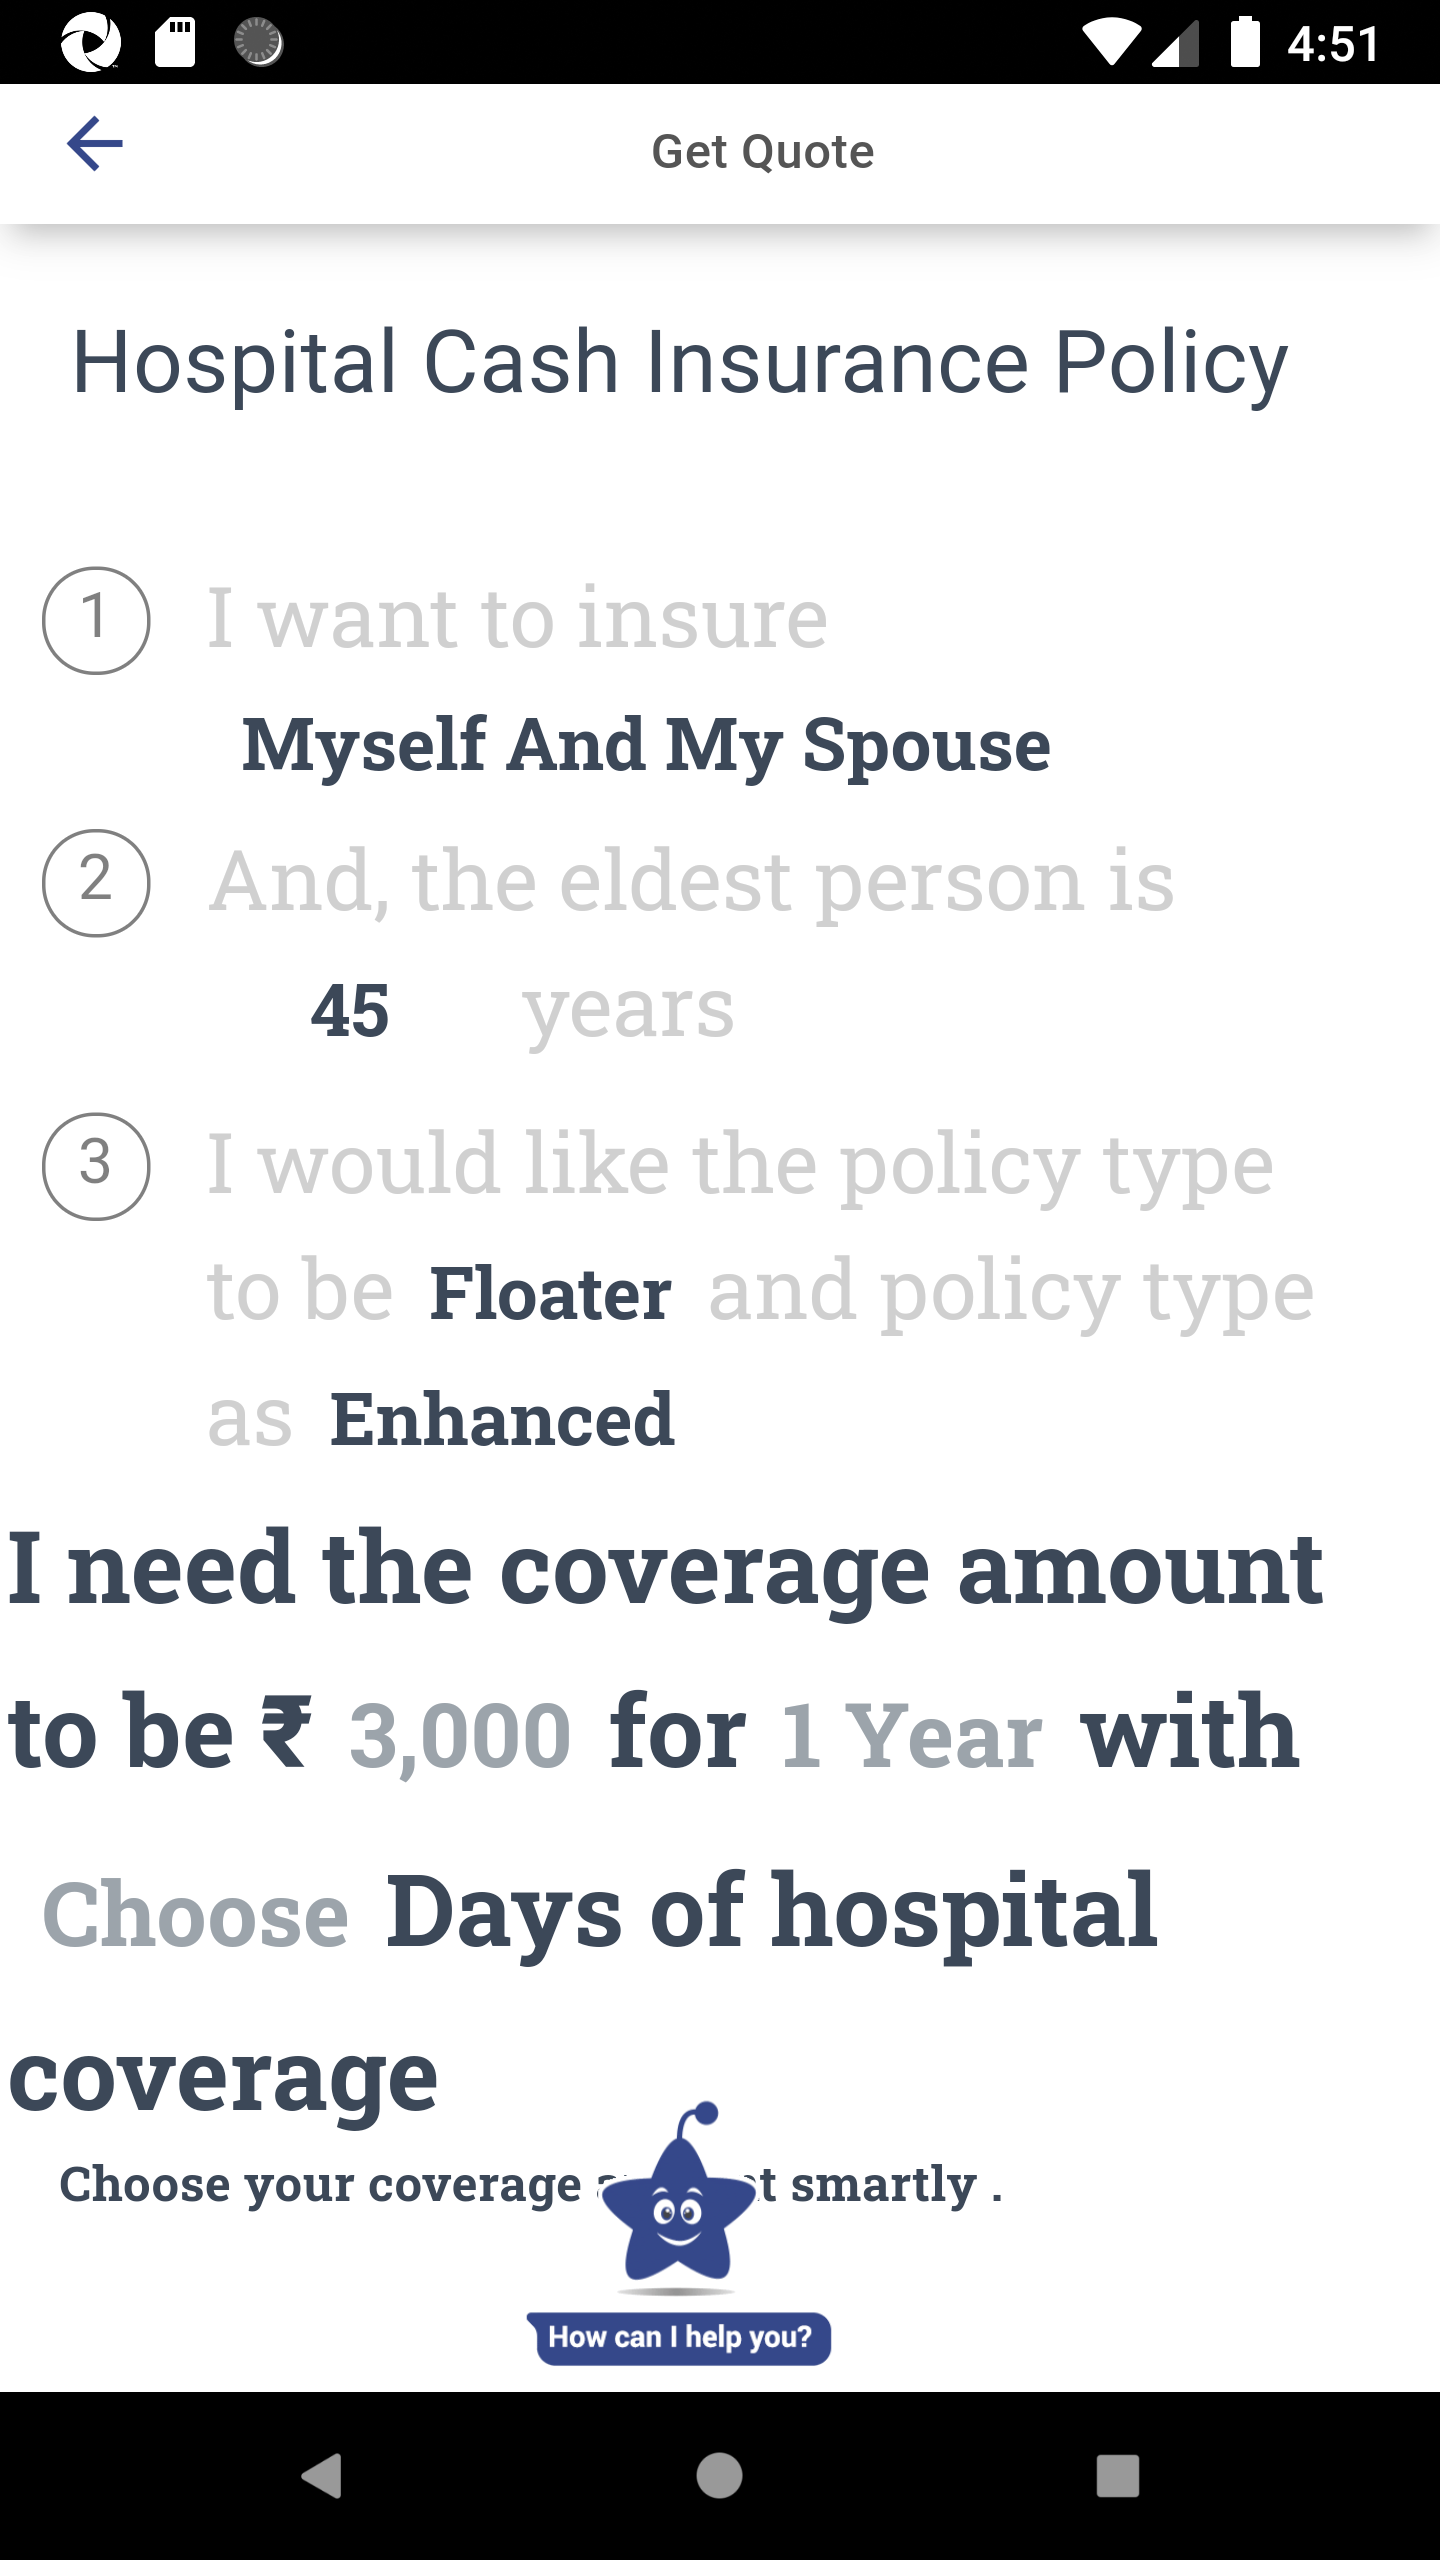 4:51
Get Quote
Hospital Cash Insurance Policy
1 I want to insure
Myself And My Spouse
2 And, the eldest person is
45 years
3 I would like the policy type
to be Floater and policy type
as Enhanced
I need the coverage amount
to be ₹ 3,000 for 1 Year with
Choose Days of hospital
coverage
Choose your coverage smartly .
How can I help you?